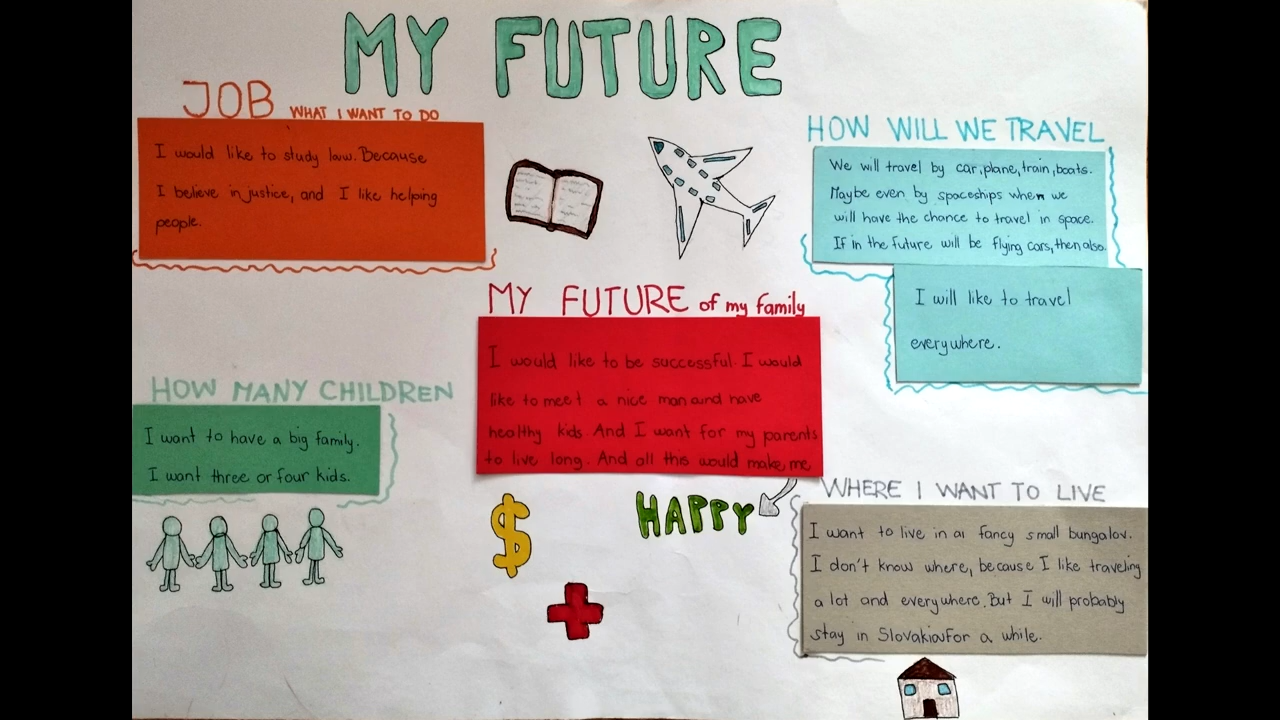 MY FUTURE
JOB WHAT I WANT TO DO
I would like to study law. Because
I believe in justice, and I like helping
people.
HOW WILL WE TRAVEL
We will travel by car, plane, train, boats.
Maybe even by spaceships when we
will have the chance to travel in space.
If in the future will be flying cars, then also.
I will like to travel
everywhere.
MY FUTURE of my family
I would like to be successful. I would
like to meet a nice man and have
healthy kids. And I want for my parents
to live long. And all this would make me
HAPPY
HOW MANY CHILDREN
I want to have a big family.
I want three or four kids.
$
WHERE I WANT TO LIVE
I want to live in a fancy small bungalov.
I don't know where, because I like traveling
a lot and everywhere. But I will probably
stay in Slovakia for a while.